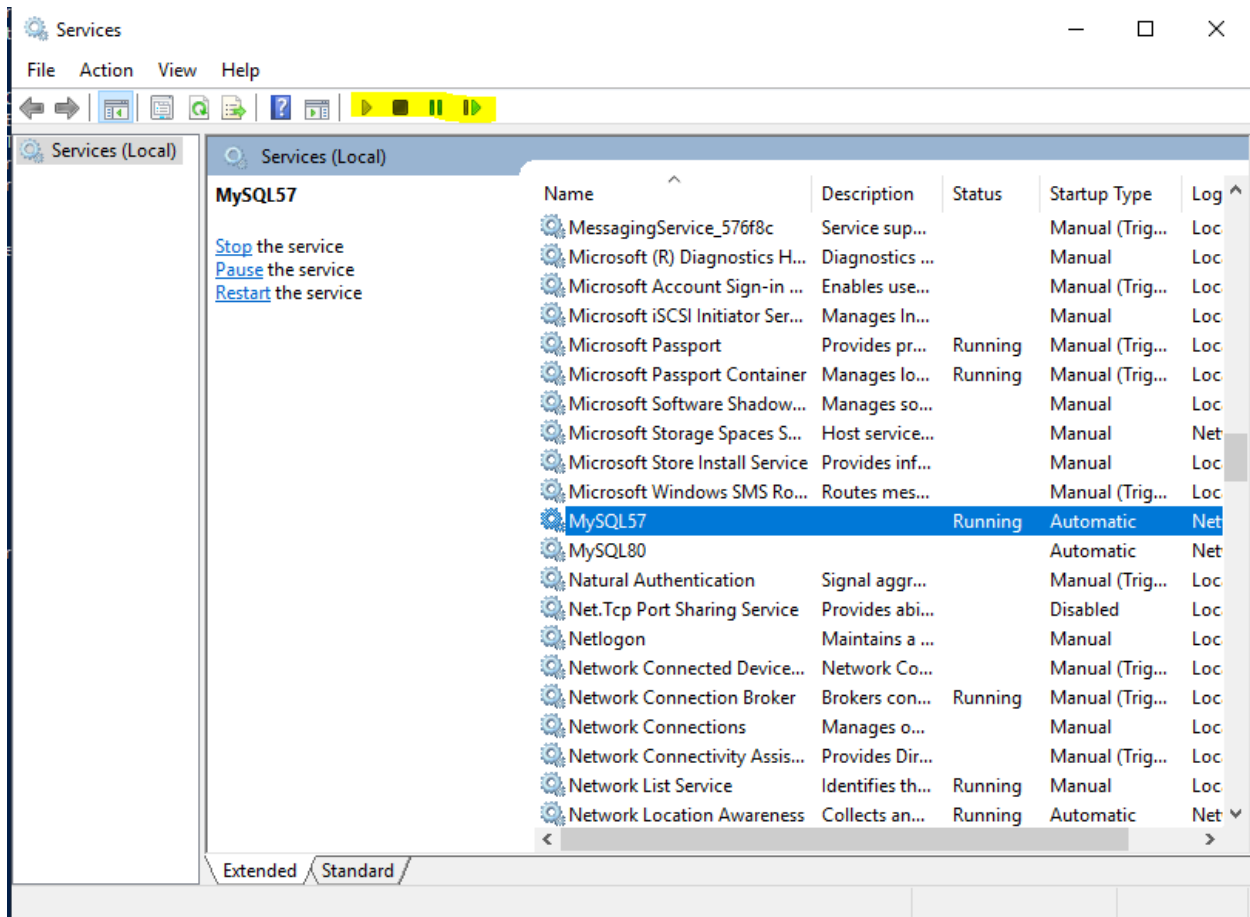 Services
File Action View Help
Services (Local)
Services (Local)
MySQL57
Stop the service
Pause the service
Restart the service
Name Description Status Startup Type Log
MessagingService_576f8c Service sup... Manual (Trig... Loc
Microsoft (R) Diagnostics H... Diagnostics ... Manual Loc
Microsoft Account Sign-in ... Enables use... Manual (Trig... Loc
Microsoft iSCSI Initiator Ser... Manages In... Manual Loc
Microsoft Passport Provides pr... Running Manual (Trig... Loc
Microsoft Passport Container Manages lo... Running Manual (Trig... Loc
Microsoft Software Shadow... Manages so... Manual Loc
Microsoft Storage Spaces S... Host service... Manual Net
Microsoft Store Install Service Provides inf... Manual Loc
Microsoft Windows SMS Ro... Routes mes... Manual (Trig... Loc
MySQL57 Running Automatic Net
MySQL80 Automatic Net
Natural Authentication Signal aggr... Manual (Trig... Loc
Net.Tcp Port Sharing Service Provides abi... Disabled Loc
Netlogon Maintains a ... Manual Loc
Network Connected Device... Network Co... Manual (Trig... Loc
Network Connection Broker Brokers con... Running Manual (Trig... Loc
Network Connections Manages o... Manual Loc
Network Connectivity Assis... Provides Dir... Manual (Trig... Loc
Network List Service Identifies th... Running Manual Loc
Network Location Awareness Collects an... Running Automatic Net
Extended Standard